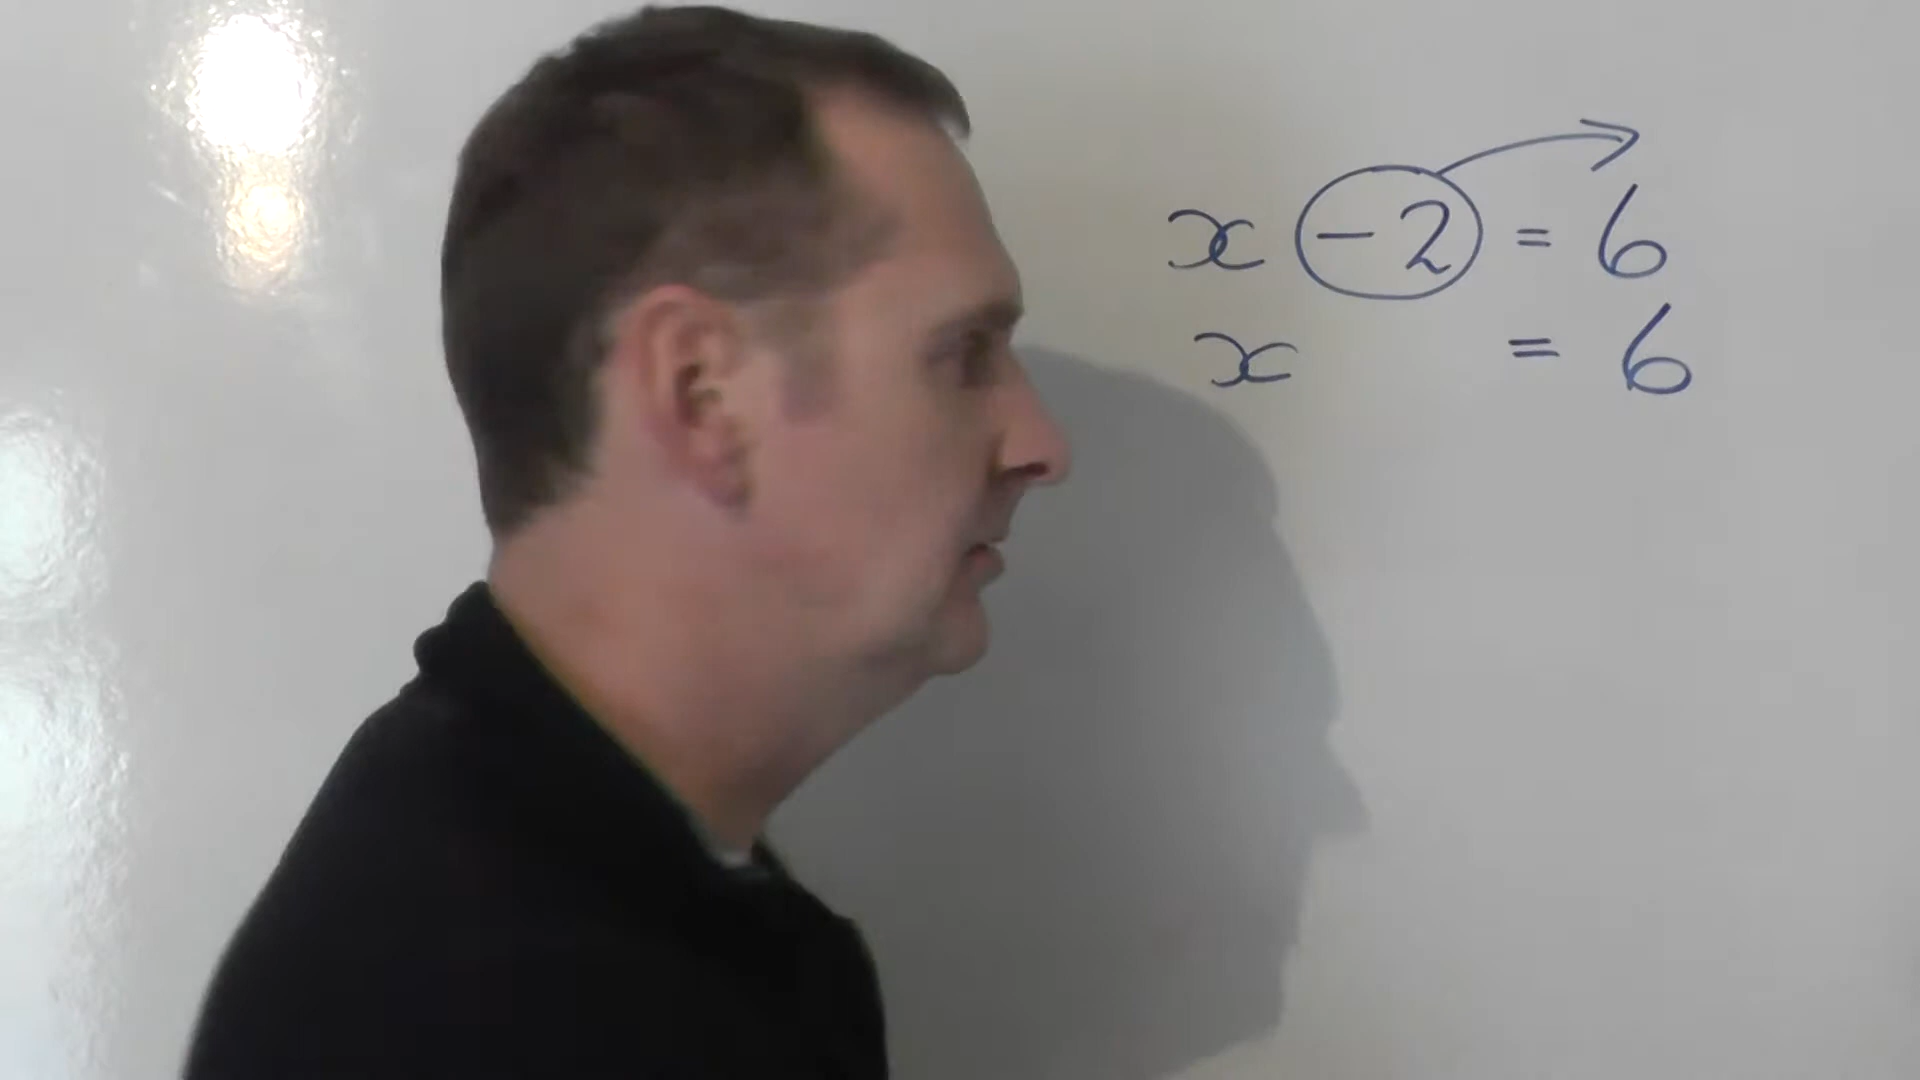 x - 2 = 6
x = 6